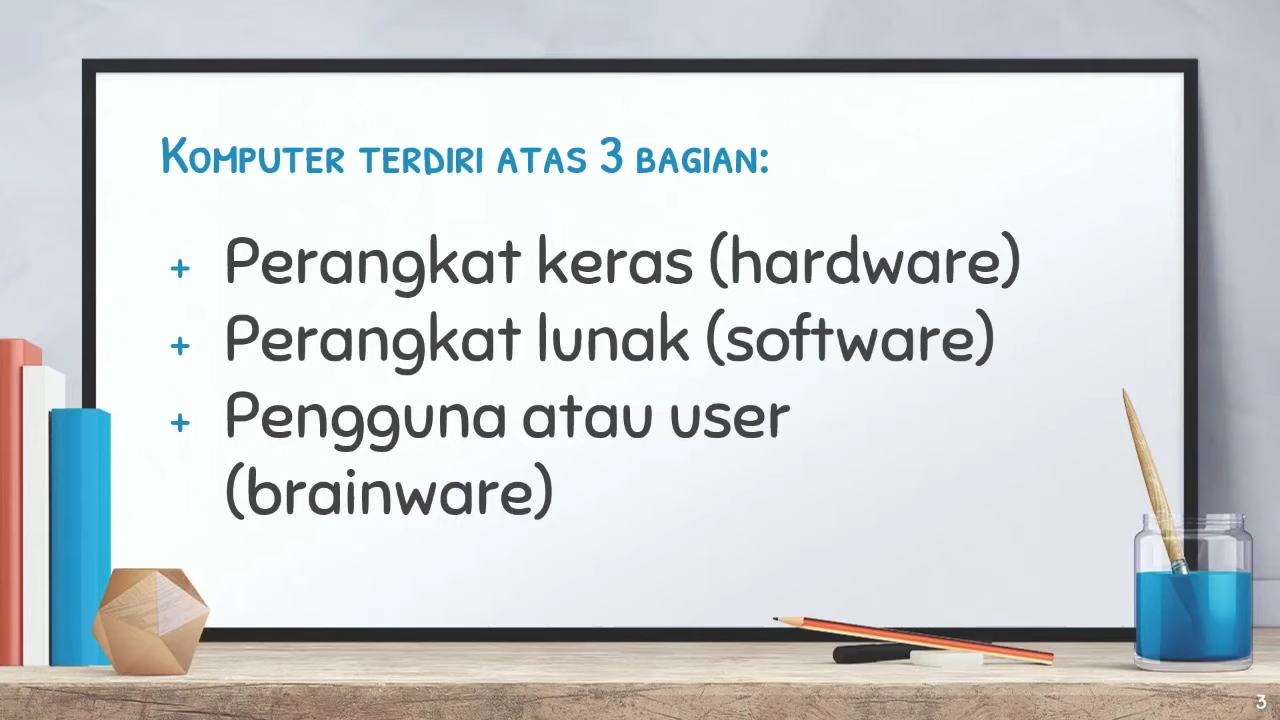 Komputer terdiri atas 3 bagian:
+ Perangkat keras (hardware)
+ Perangkat lunak (software)
+ Pengguna atau user
(brainware)
3